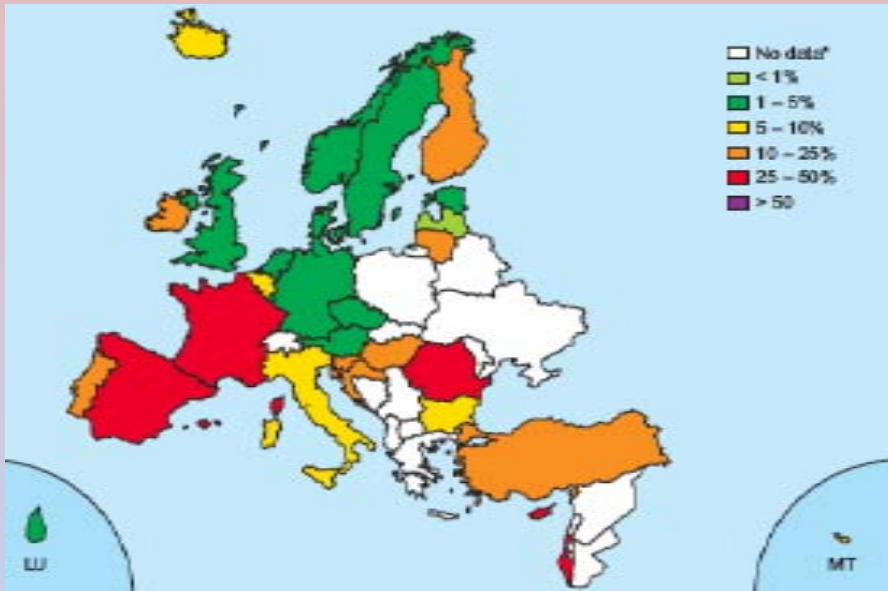 No data*
< 1%
1 – 5%
5 – 10%
10 – 25%
25 – 50%
> 50
LU
MT